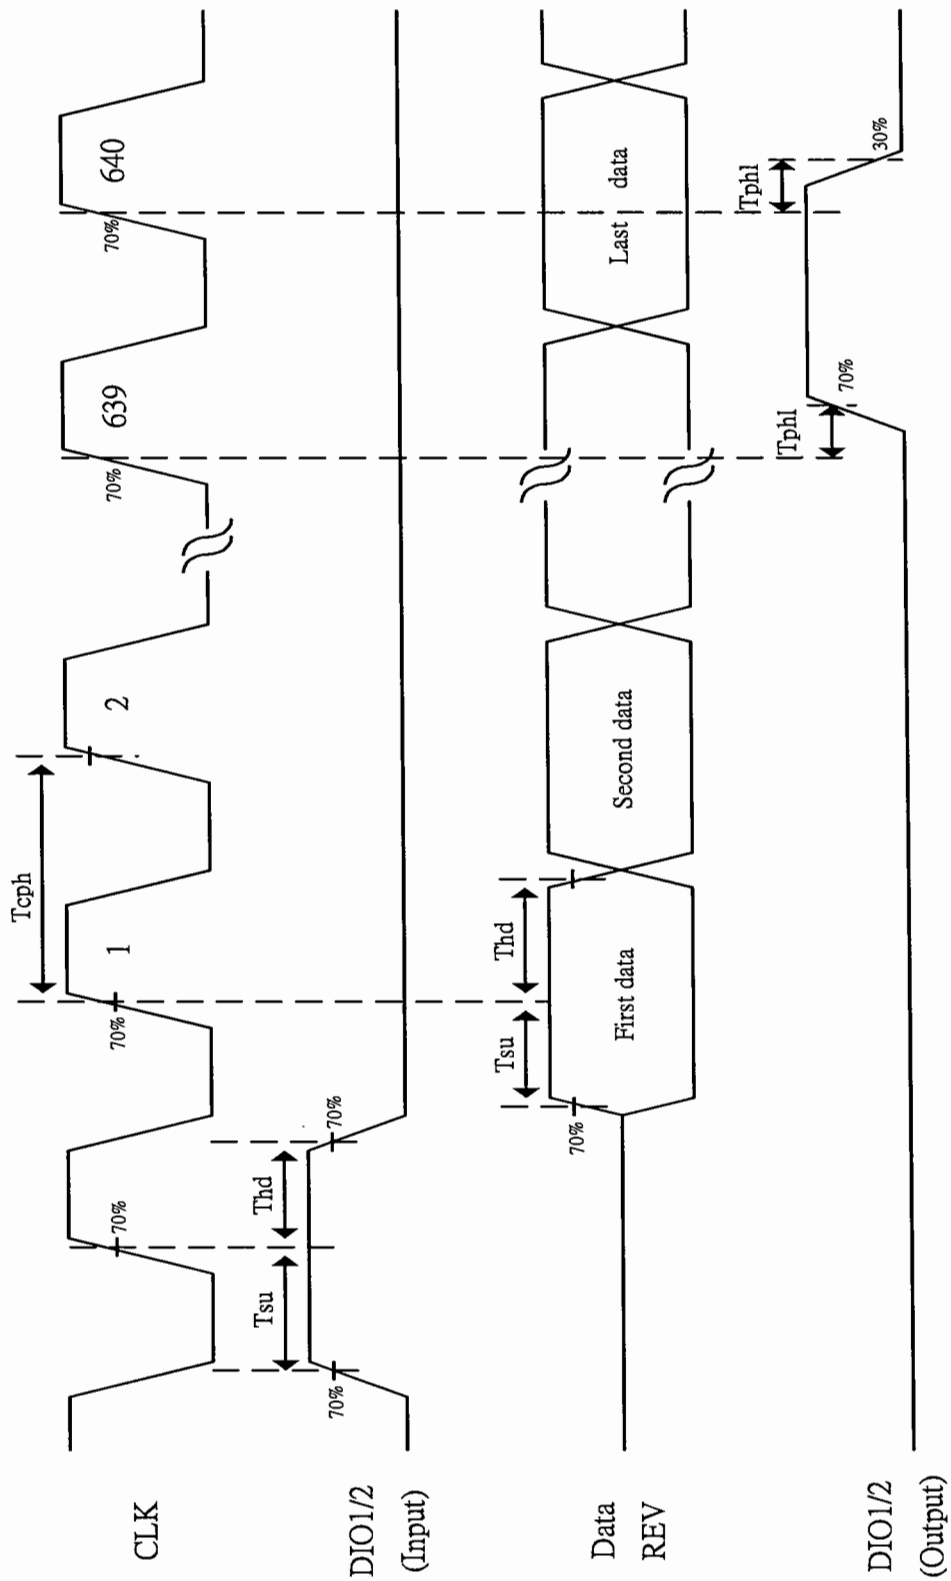 Tcph
CLK
70%
70%
1
2
70%
639
70%
640
DIO1/2
(Input)
70%
Tsu
Thd
70%
Data
REV
70%
Tsu
Thd
First data
Second data
Last data
DIO1/2
(Output)
Tphl
70%
Tphl
30%